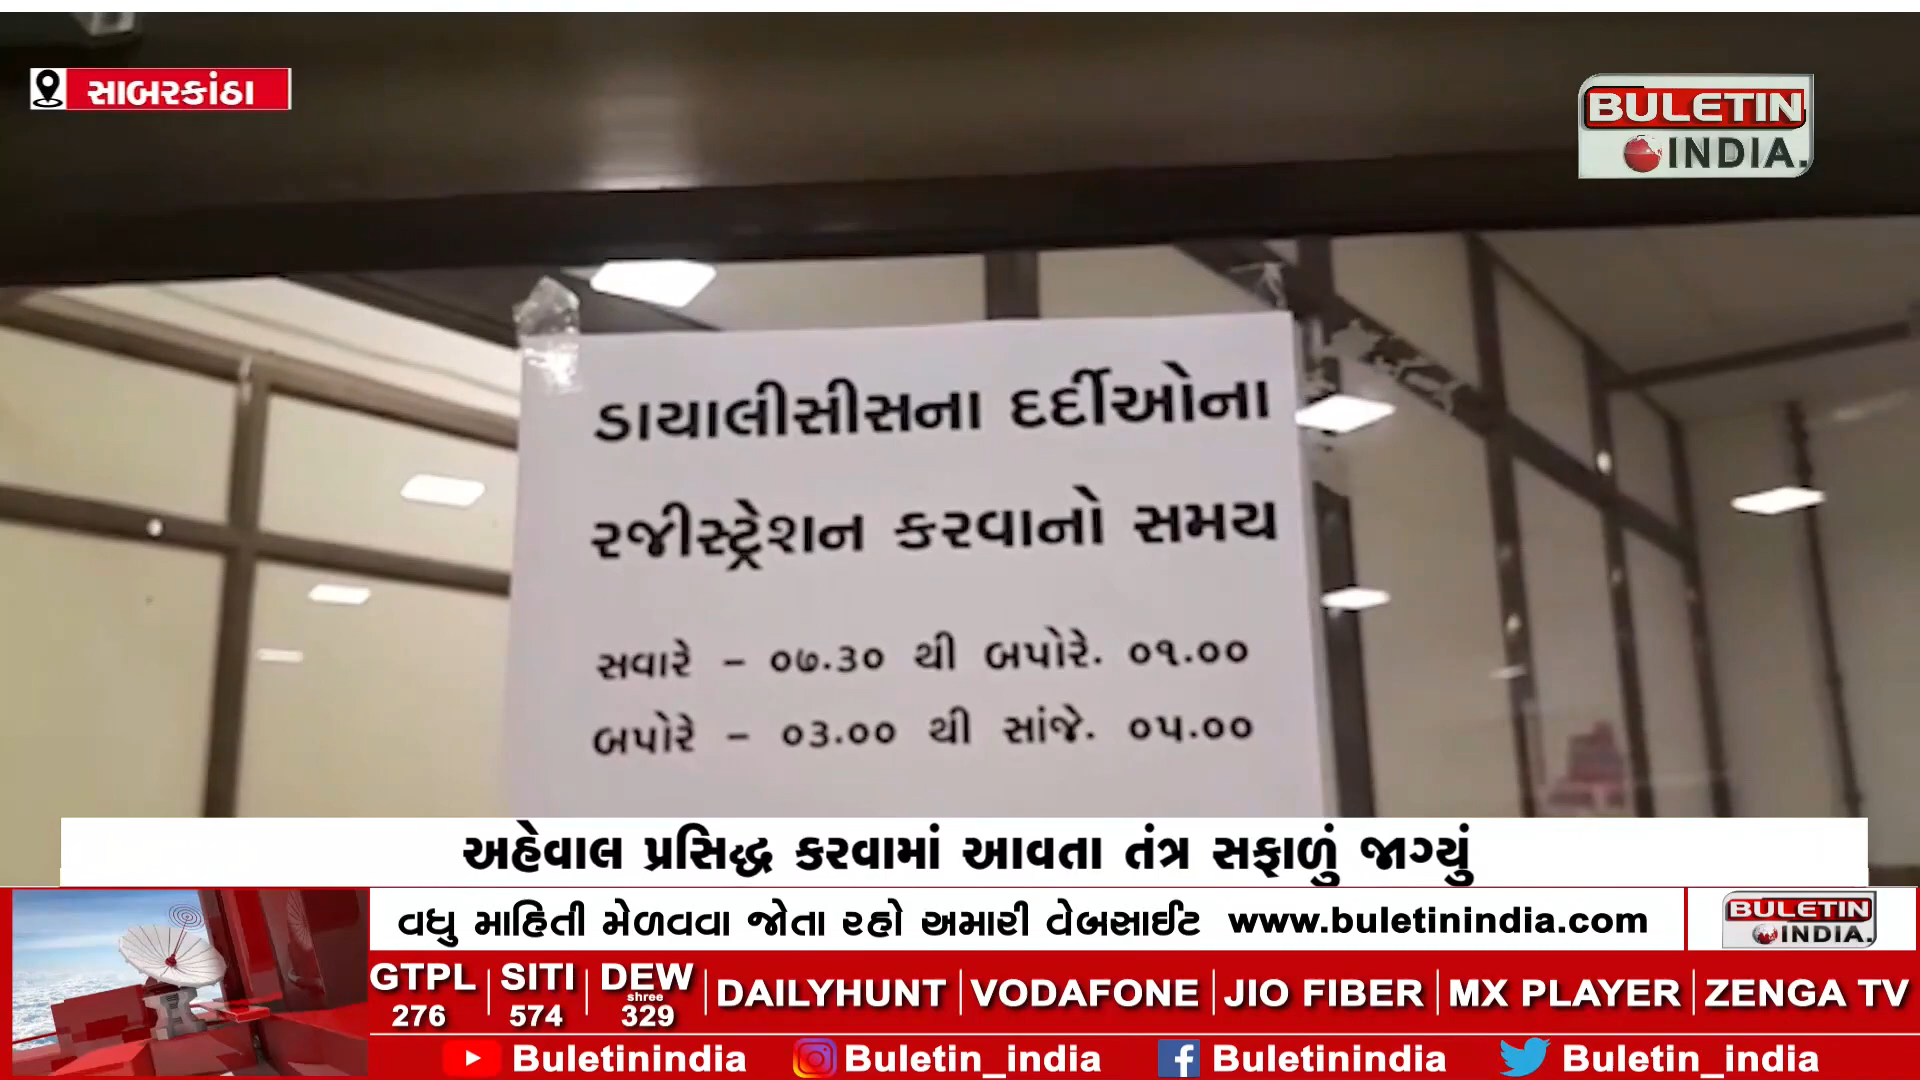 સાબરકાંઠા
BULETIN
INDIA.
ડાયાલીસીસના દર્દીઓના
રજીસ્ટ્રેશન કરવાનો સમય
સવારે - ૦૭.૩૦ થી બપોરે. ૦૧.૦૦
બપોરે - ૦૩.૦૦ થી સાંજે. ૦૫.૦૦
અહેવાલ પ્રસિદ્ધ કરવામાં આવતા તંત્ર સફાળું જાગ્યું
વધુ માહિતી મેળવવા જોતા રહો અમારી વેબસાઈટ www.buletinindia.com
BULETIN
INDIA.
GTPL 276 | SITI 574 | DEW shree 329 | DAILYHUNT | VODAFONE | JIO FIBER | MX PLAYER | ZENGA TV
Buletinindia Buletin_india Buletinindia Buletin_india